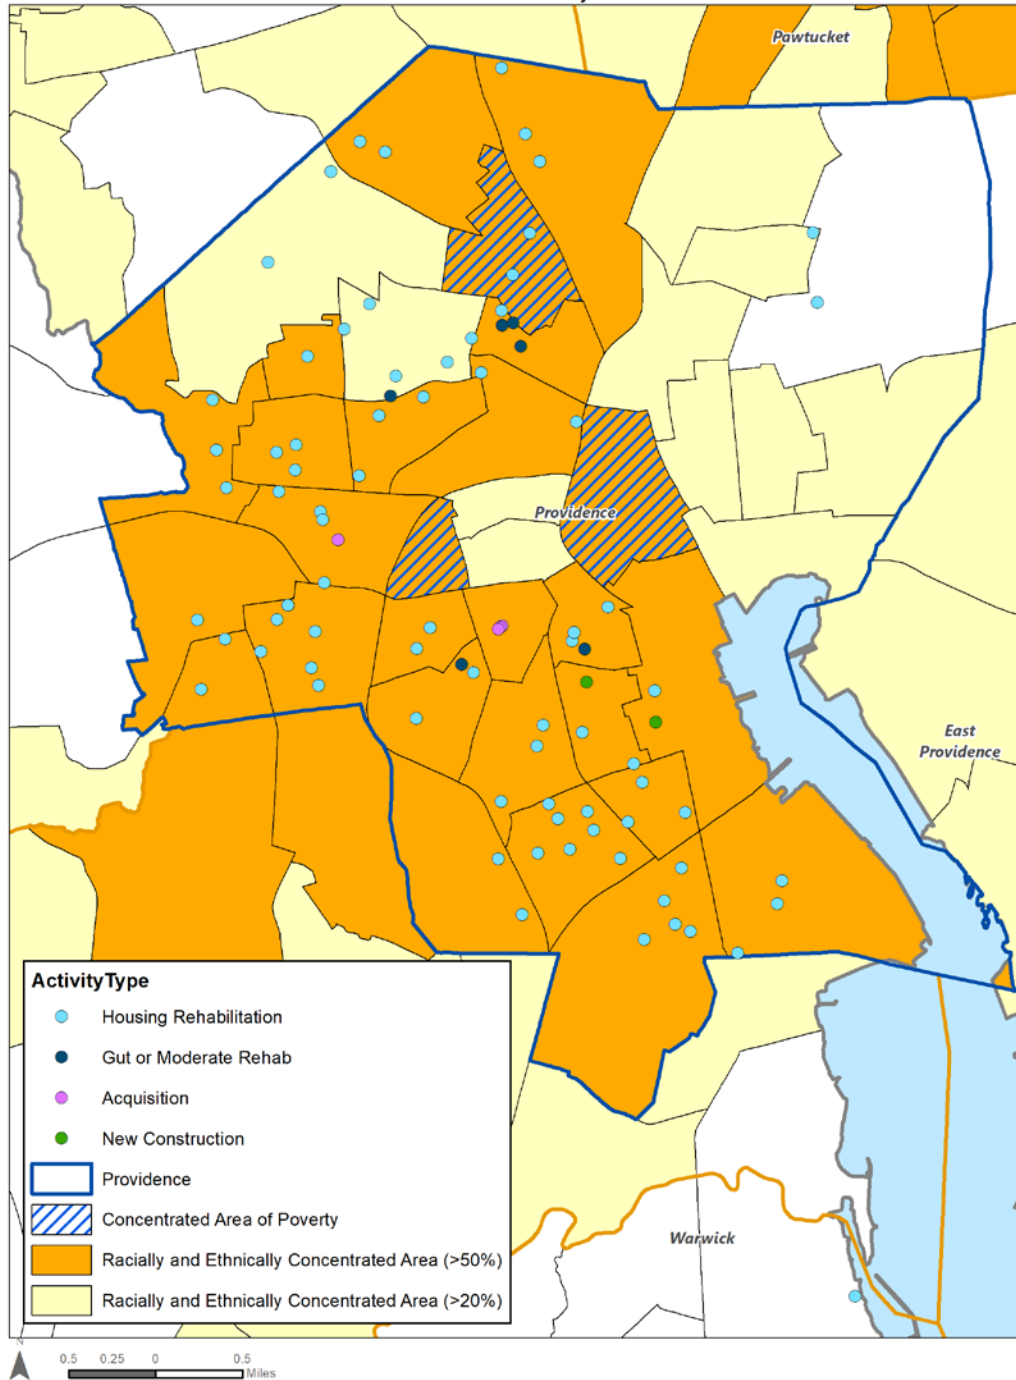 Pawtucket
Providence
East
Providence
ActivityType
Housing Rehabilitation
Gut or Moderate Rehab
Acquisition
New Construction
Providence
Concentrated Area of Poverty
Racially and Ethnically Concentrated Area (>50%)
Racially and Ethnically Concentrated Area (>20%)
Warwick
N
0.5 0.25 0 0.5
Miles